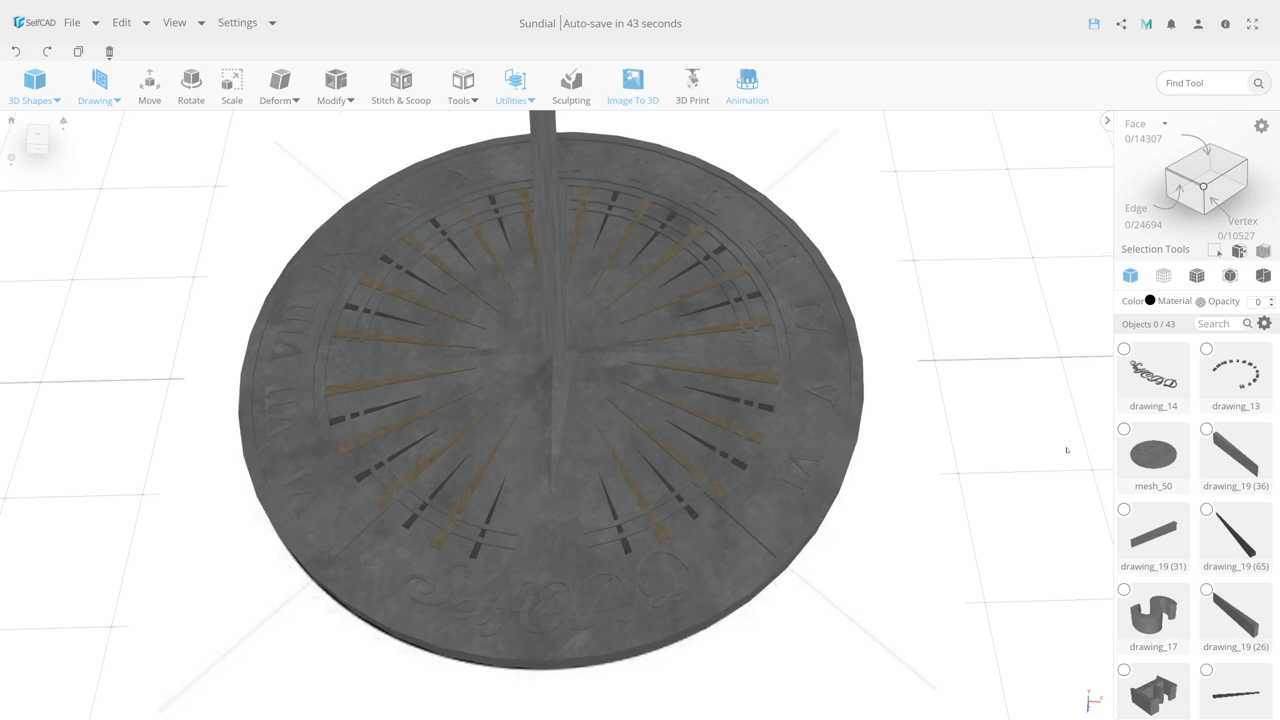 SelfCAD File Edit View Settings Sundial Auto-save in 43 seconds
3D Shapes Drawing Move Rotate Scale Deform Modify Stitch & Scoop Tools Utilities Sculpting Image To 3D 3D Print Animation Find Tool
Face
0/14307
Edge
0/24694
Vertex
0/10527
Selection Tools
Color Material Opacity 0
Objects 0 / 43 Search
drawing_14 drawing_13
mesh_50 drawing_19 (36)
drawing_19 (31) drawing_19 (65)
drawing_17 drawing_19 (26)